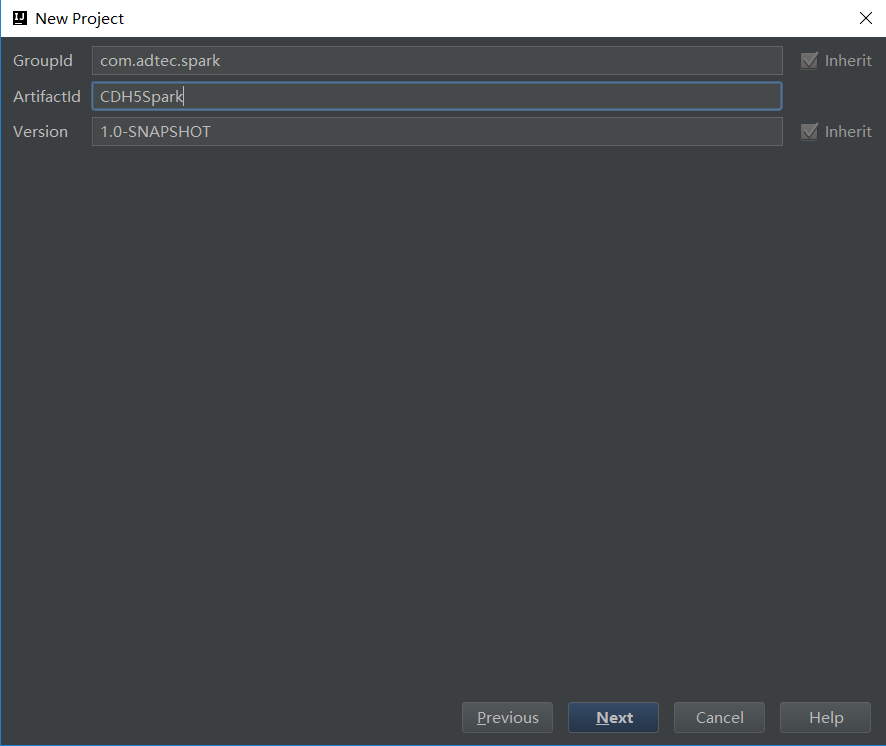 New Project
GroupId com.adtec.spark Inherit
ArtifactId CDH5Spark
Version 1.0-SNAPSHOT Inherit
Previous Next Cancel Help